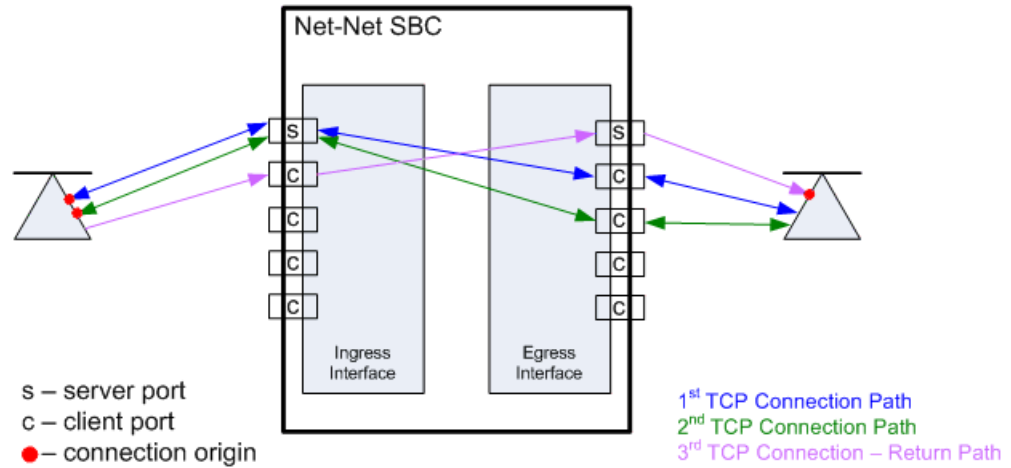 Net-Net SBC
S
C
C
C
C
S
C
C
C
C
Ingress
Interface
Egress
Interface
s – server port
c – client port
– connection origin
1st TCP Connection Path
2nd TCP Connection Path
3rd TCP Connection – Return Path